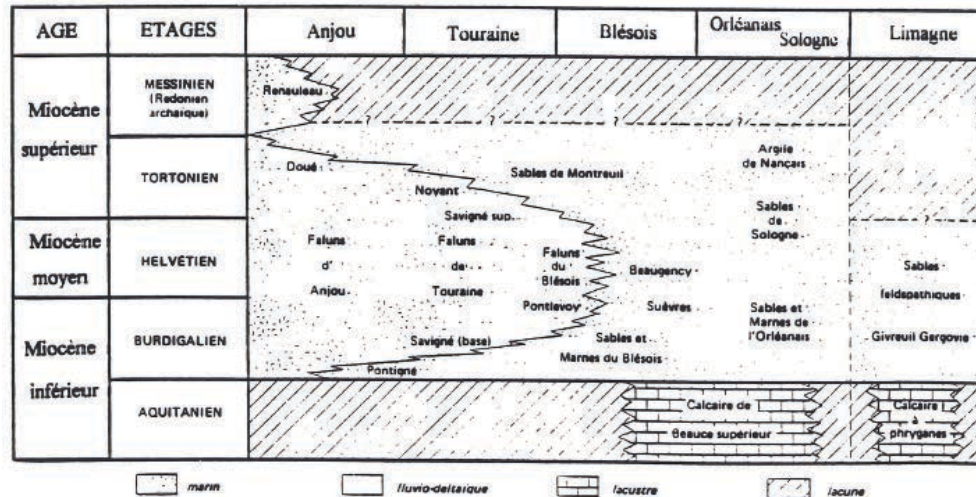 AGE
ETAGES
Anjou
Touraine
Blésois
Orléanais
Sologne
Limagne
Miocène
supérieur
MESSINIEN
(Redonien
archaïque)
TORTONIEN
Miocène
moyen
HELVÉTIEN
Miocène
inférieur
BURDIGALIEN
AQUITANIEN
Renauleau
?
?
?
?
Doué
Noyant
Sables de Montreuil
Argile
de Nançais
Savigné sup.
Sables
de
Sologne
?
Faluns
d'
Anjou
Faluns
de
Touraine
Faluns
du
Blésois
Beaugency
Sables
feldspathiques
Pontlevoy
Suèvres
Sables et
Marnes de
l'Orléanais
Givreuil Gergovie
Savigné (base)
Sables et
Marnes du Blésois
Pontigné
Calcaire de
Beauce supérieur
Calcaire
à
phryganes
marin
fluvio-deltaïque
lacustre
lacune